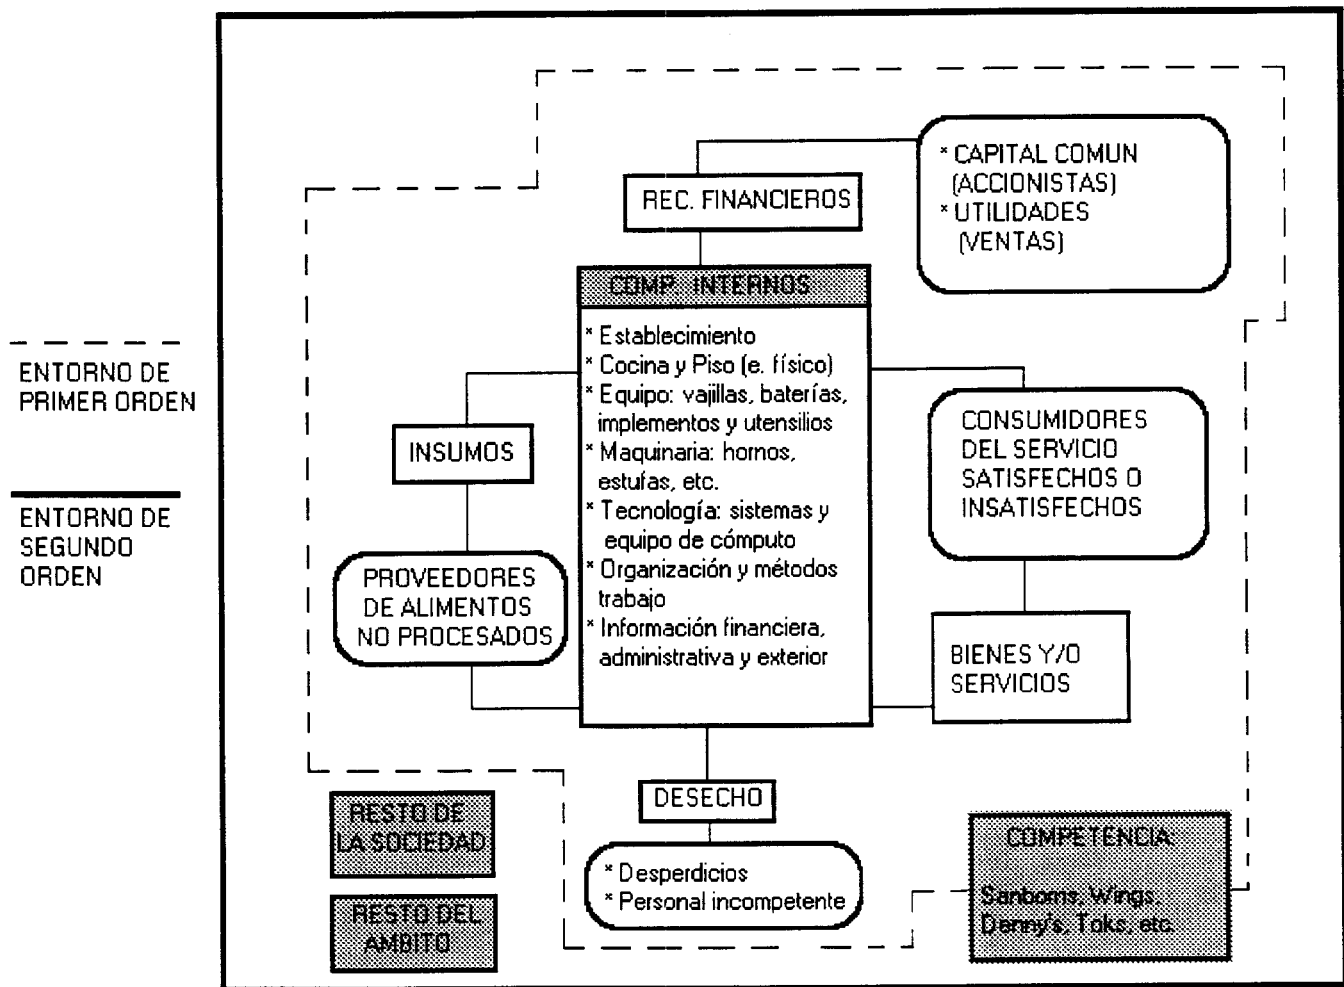 ENTORNO DE
PRIMER ORDEN
ENTORNO DE
SEGUNDO
ORDEN
REC. FINANCIEROS
* CAPITAL COMUN
(ACCIONISTAS)
* UTILIDADES
(VENTAS)
COMP. INTERNOS
* Establecimiento
* Cocina y Piso (e. físico)
* Equipo: vajillas, baterías,
implementos y utensilios
* Maquinaria: hornos,
estufas, etc.
* Tecnología: sistemas y
equipo de cómputo
* Organización y métodos
trabajo
* Información financiera,
administrativa y exterior
INSUMOS
PROVEEDORES
DE ALIMENTOS
NO PROCESADOS
CONSUMIDORES
DEL SERVICIO
SATISFECHOS O
INSATISFECHOS
BIENES Y/O
SERVICIOS
DESECHO
* Desperdicios
* Personal incompetente
RESTO DE
LA SOCIEDAD
RESTO DEL
AMBITO
COMPETENCIA
Sanborns, Wings,
Denny's, Toks, etc.